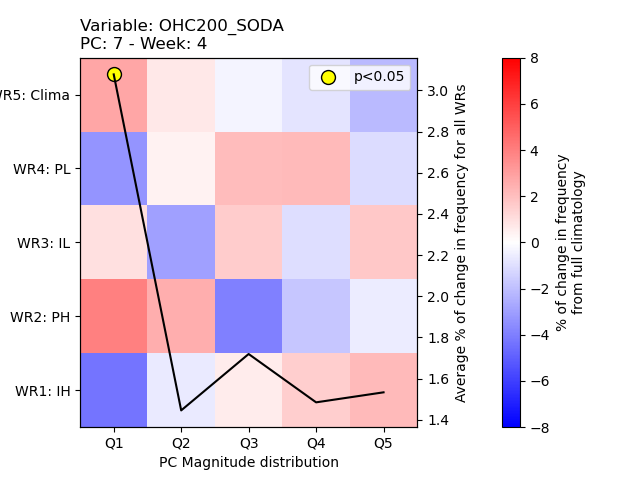 Variable: OHC200_SODA
PC: 7 - Week: 4
p<0.05
WR5: Clima
WR4: PL
WR3: IL
WR2: PH
WR1: IH
Q1 Q2 Q3 Q4 Q5
PC Magnitude distribution
3.0
2.8
2.6
2.4
2.2
2.0
1.8
1.6
1.4
Average % of change in frequency for all WRs
8
6
4
2
0
−2
−4
−6
−8
% of change in frequency
from full climatology